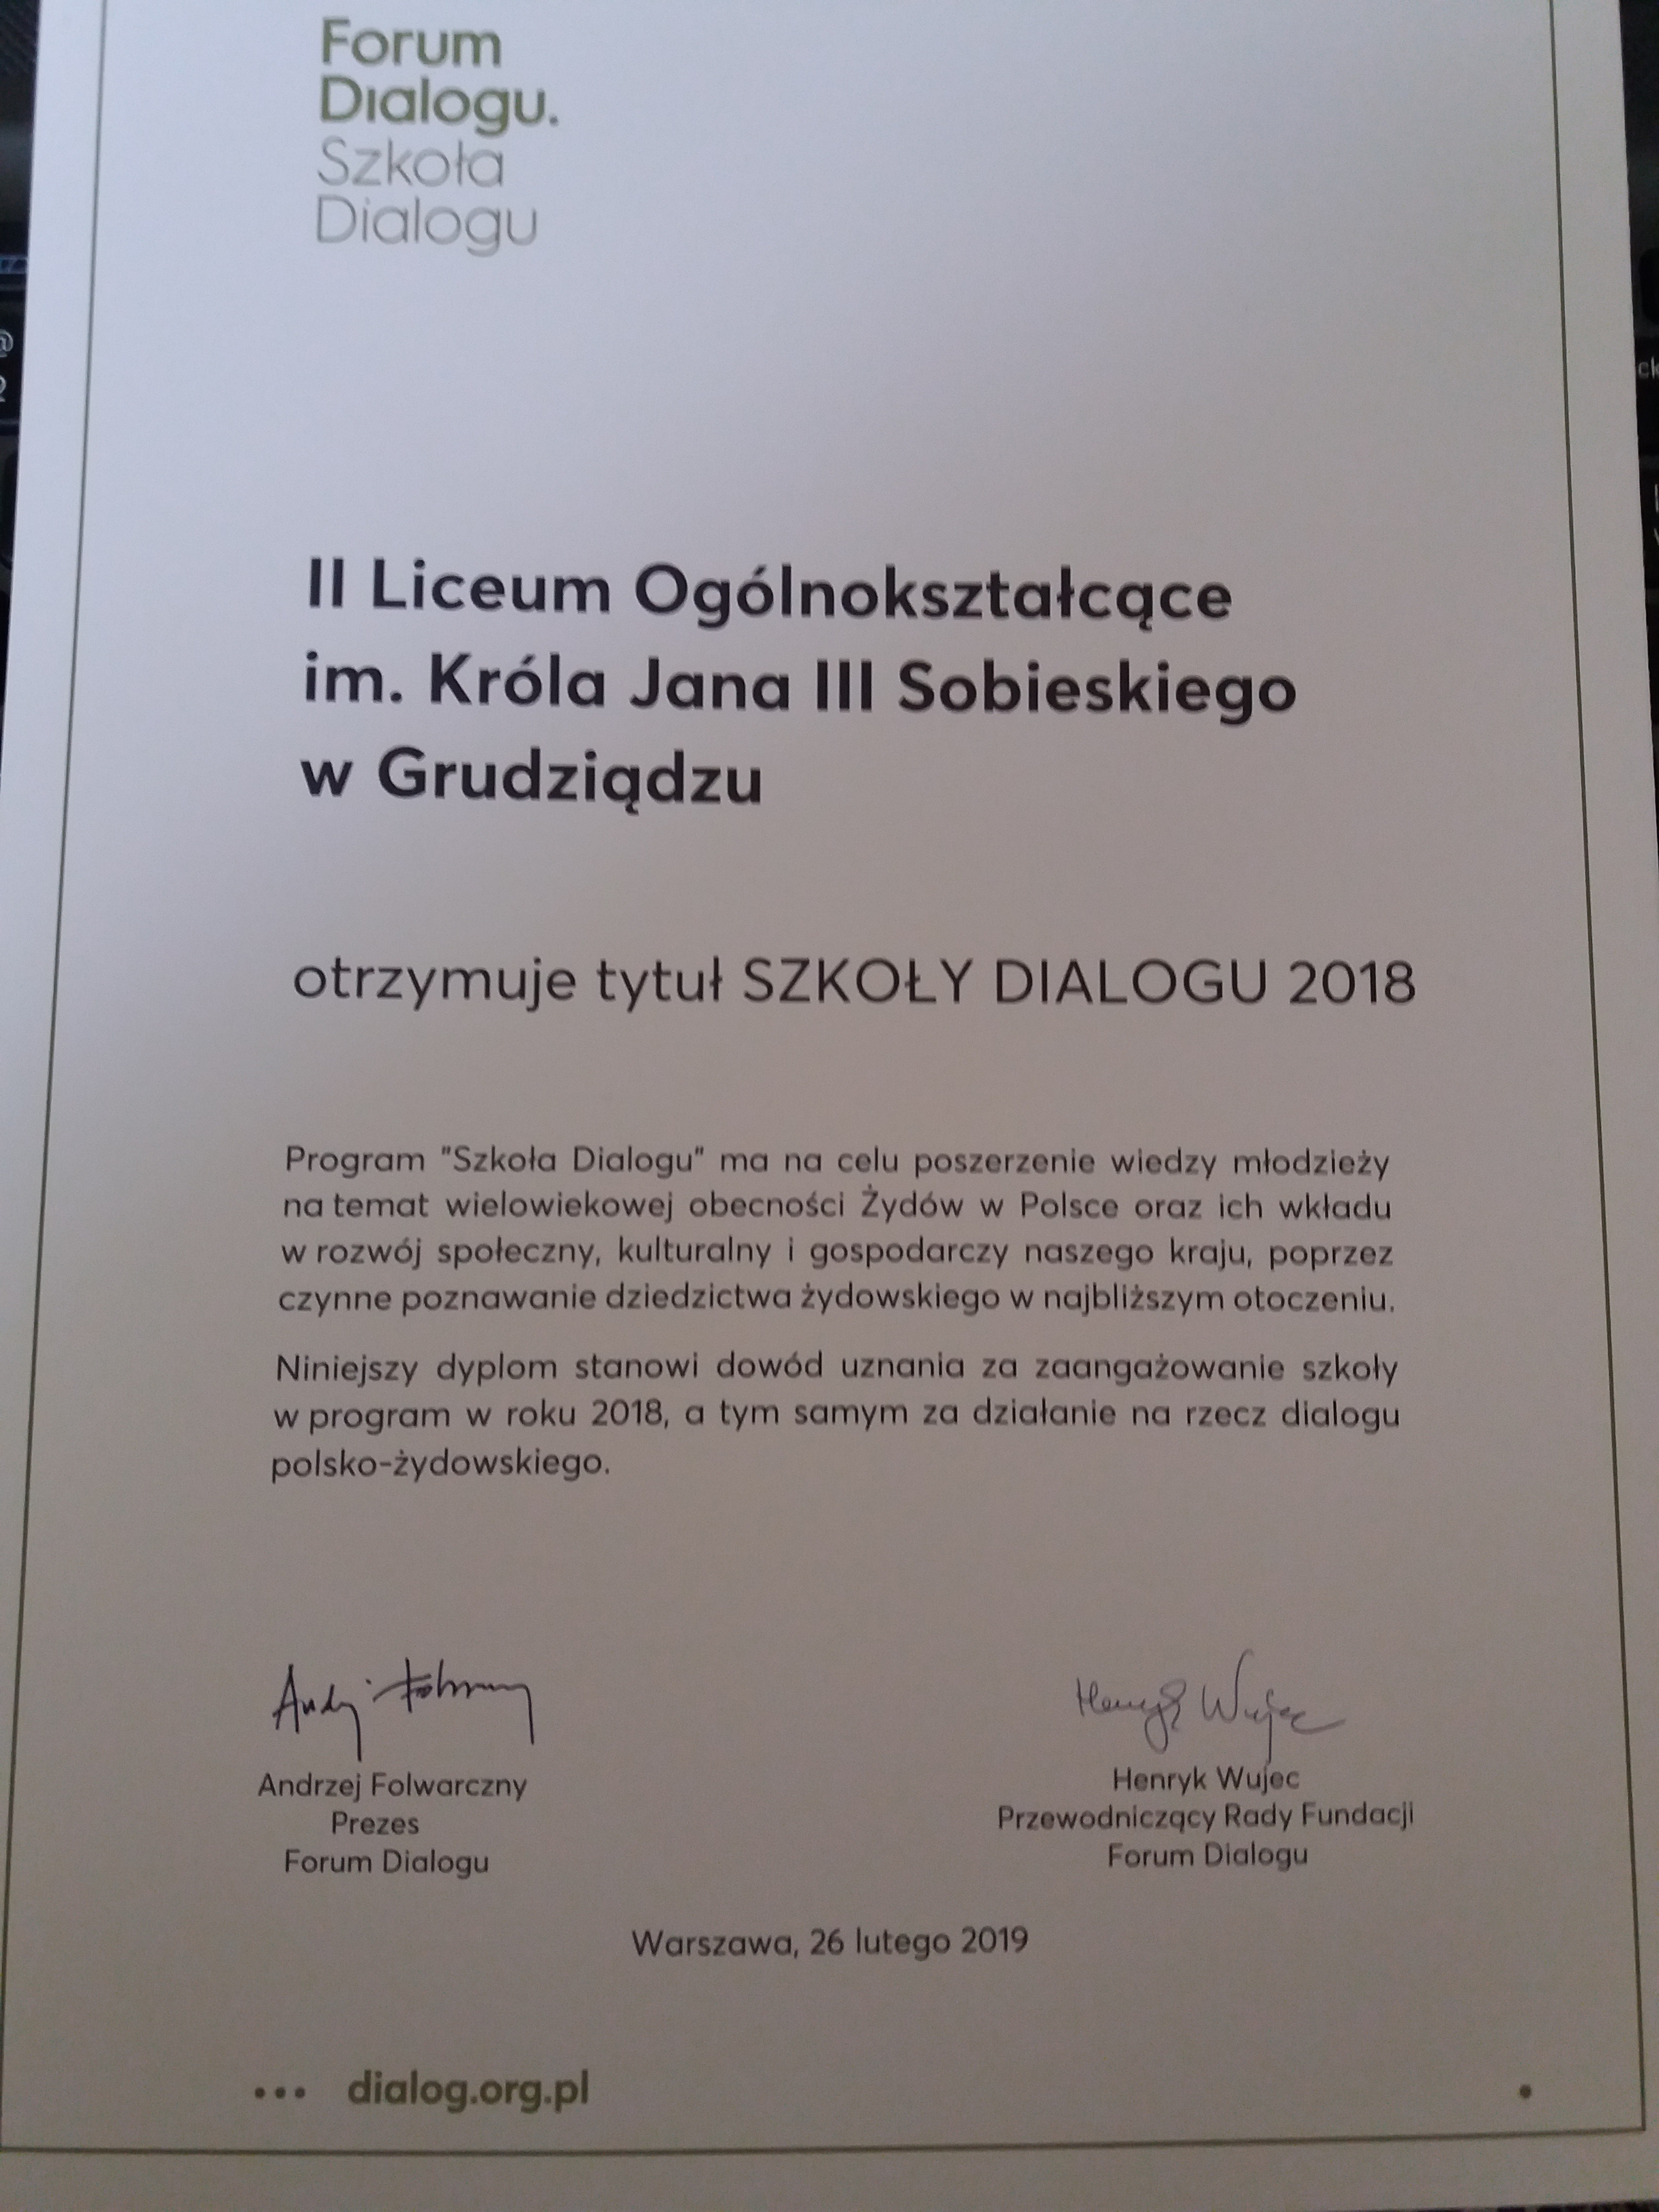 Forum
Dialogu.
Szkoła
Dialogu
II Liceum Ogólnokształcące
im. Króla Jana III Sobieskiego
w Grudziądzu
otrzymuje tytuł SZKOŁY DIALOGU 2018
Program "Szkoła Dialogu" ma na celu poszerzenie wiedzy młodzieży
na temat wielowiekowej obecności Żydów w Polsce oraz ich wkładu
w rozwój społeczny, kulturalny i gospodarczy naszego kraju, poprzez
czynne poznawanie dziedzictwa żydowskiego w najbliższym otoczeniu.
Niniejszy dyplom stanowi dowód uznania za zaangażowanie szkoły
w program w roku 2018, a tym samym za działanie na rzecz dialogu
polsko-żydowskiego.
Henryk Wujec
Andrzej Folwarczny
Prezes
Forum Dialogu
Henryk Wujec
Przewodniczący Rady Fundacji
Forum Dialogu
Warszawa, 26 lutego 2019
... dialog.org.pl